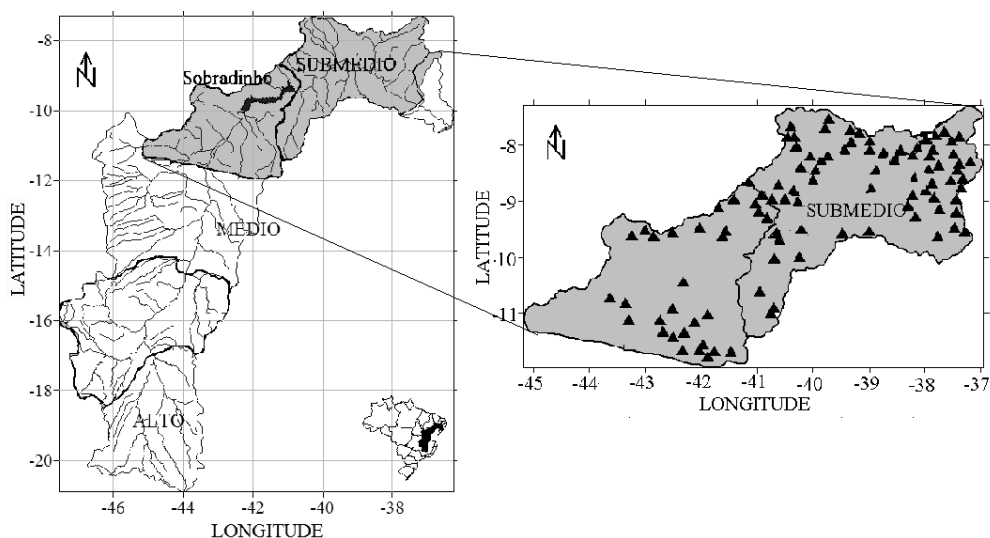 -8
-10
-12
-14
-16
-18
-20
LATITUDE
N
Sobradinho
SUBMEDIO
MEDIO
ALTO
-46 -44 -42 -40 -38
LONGITUDE
-8
-9
-10
-11
LATITUDE
N
SUBMEDIO
-45 -44 -43 -42 -41 -40 -39 -38 -37
LONGITUDE